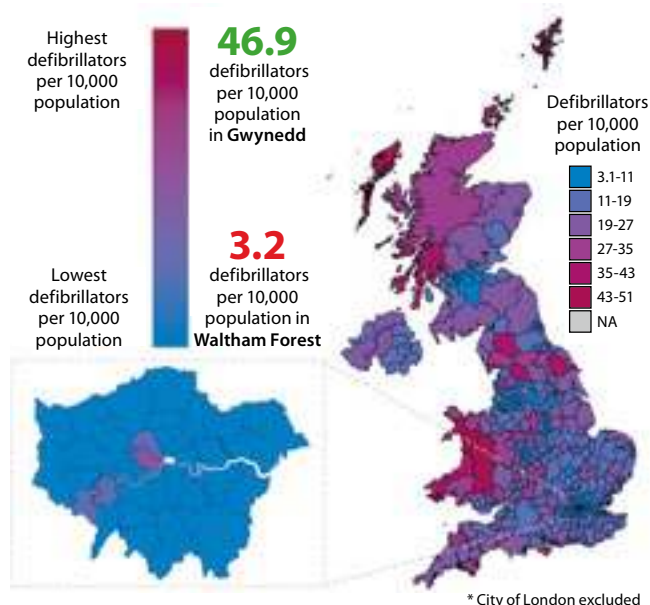 Highest
defibrillators
per 10,000
population
46.9
defibrillators
per 10,000
population
in Gwynedd
Lowest
defibrillators
per 10,000
population
3.2
defibrillators
per 10,000
population in
Waltham Forest
Defibrillators
per 10,000
population
3.1-11
11-19
19-27
27-35
35-43
43-51
NA
* City of London excluded